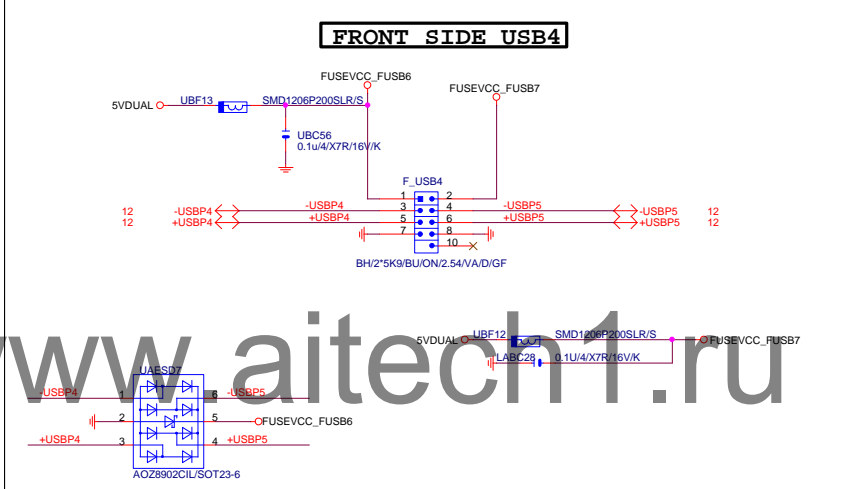 FRONT SIDE USB4
FUSEVCC_FUSB6
FUSEVCC_FUSB7
5VDUAL
UBF13
SMD1206P200SLR/S
UBC56
0.1u/4/X7R/16V/K
F_USB4
1 2
12 -USBP4 -USBP4 3 4 -USBP5 -USBP5 12
12 +USBP4 +USBP4 5 6 +USBP5 +USBP5 12
7 8
10
BH/2*5K9/BU/ON/2.54/VA/D/GF
5VDUAL UBF12 SMD1206P200SLR/S FUSEVCC_FUSB7
LABC28 0.1U/4/X7R/16V/K
www.aitech1.ru
UAESD7
-USBP4 1 6 -USBP5
2 5 FUSEVCC_FUSB6
+USBP4 3 4 +USBP5
AOZ8902CIL/SOT23-6